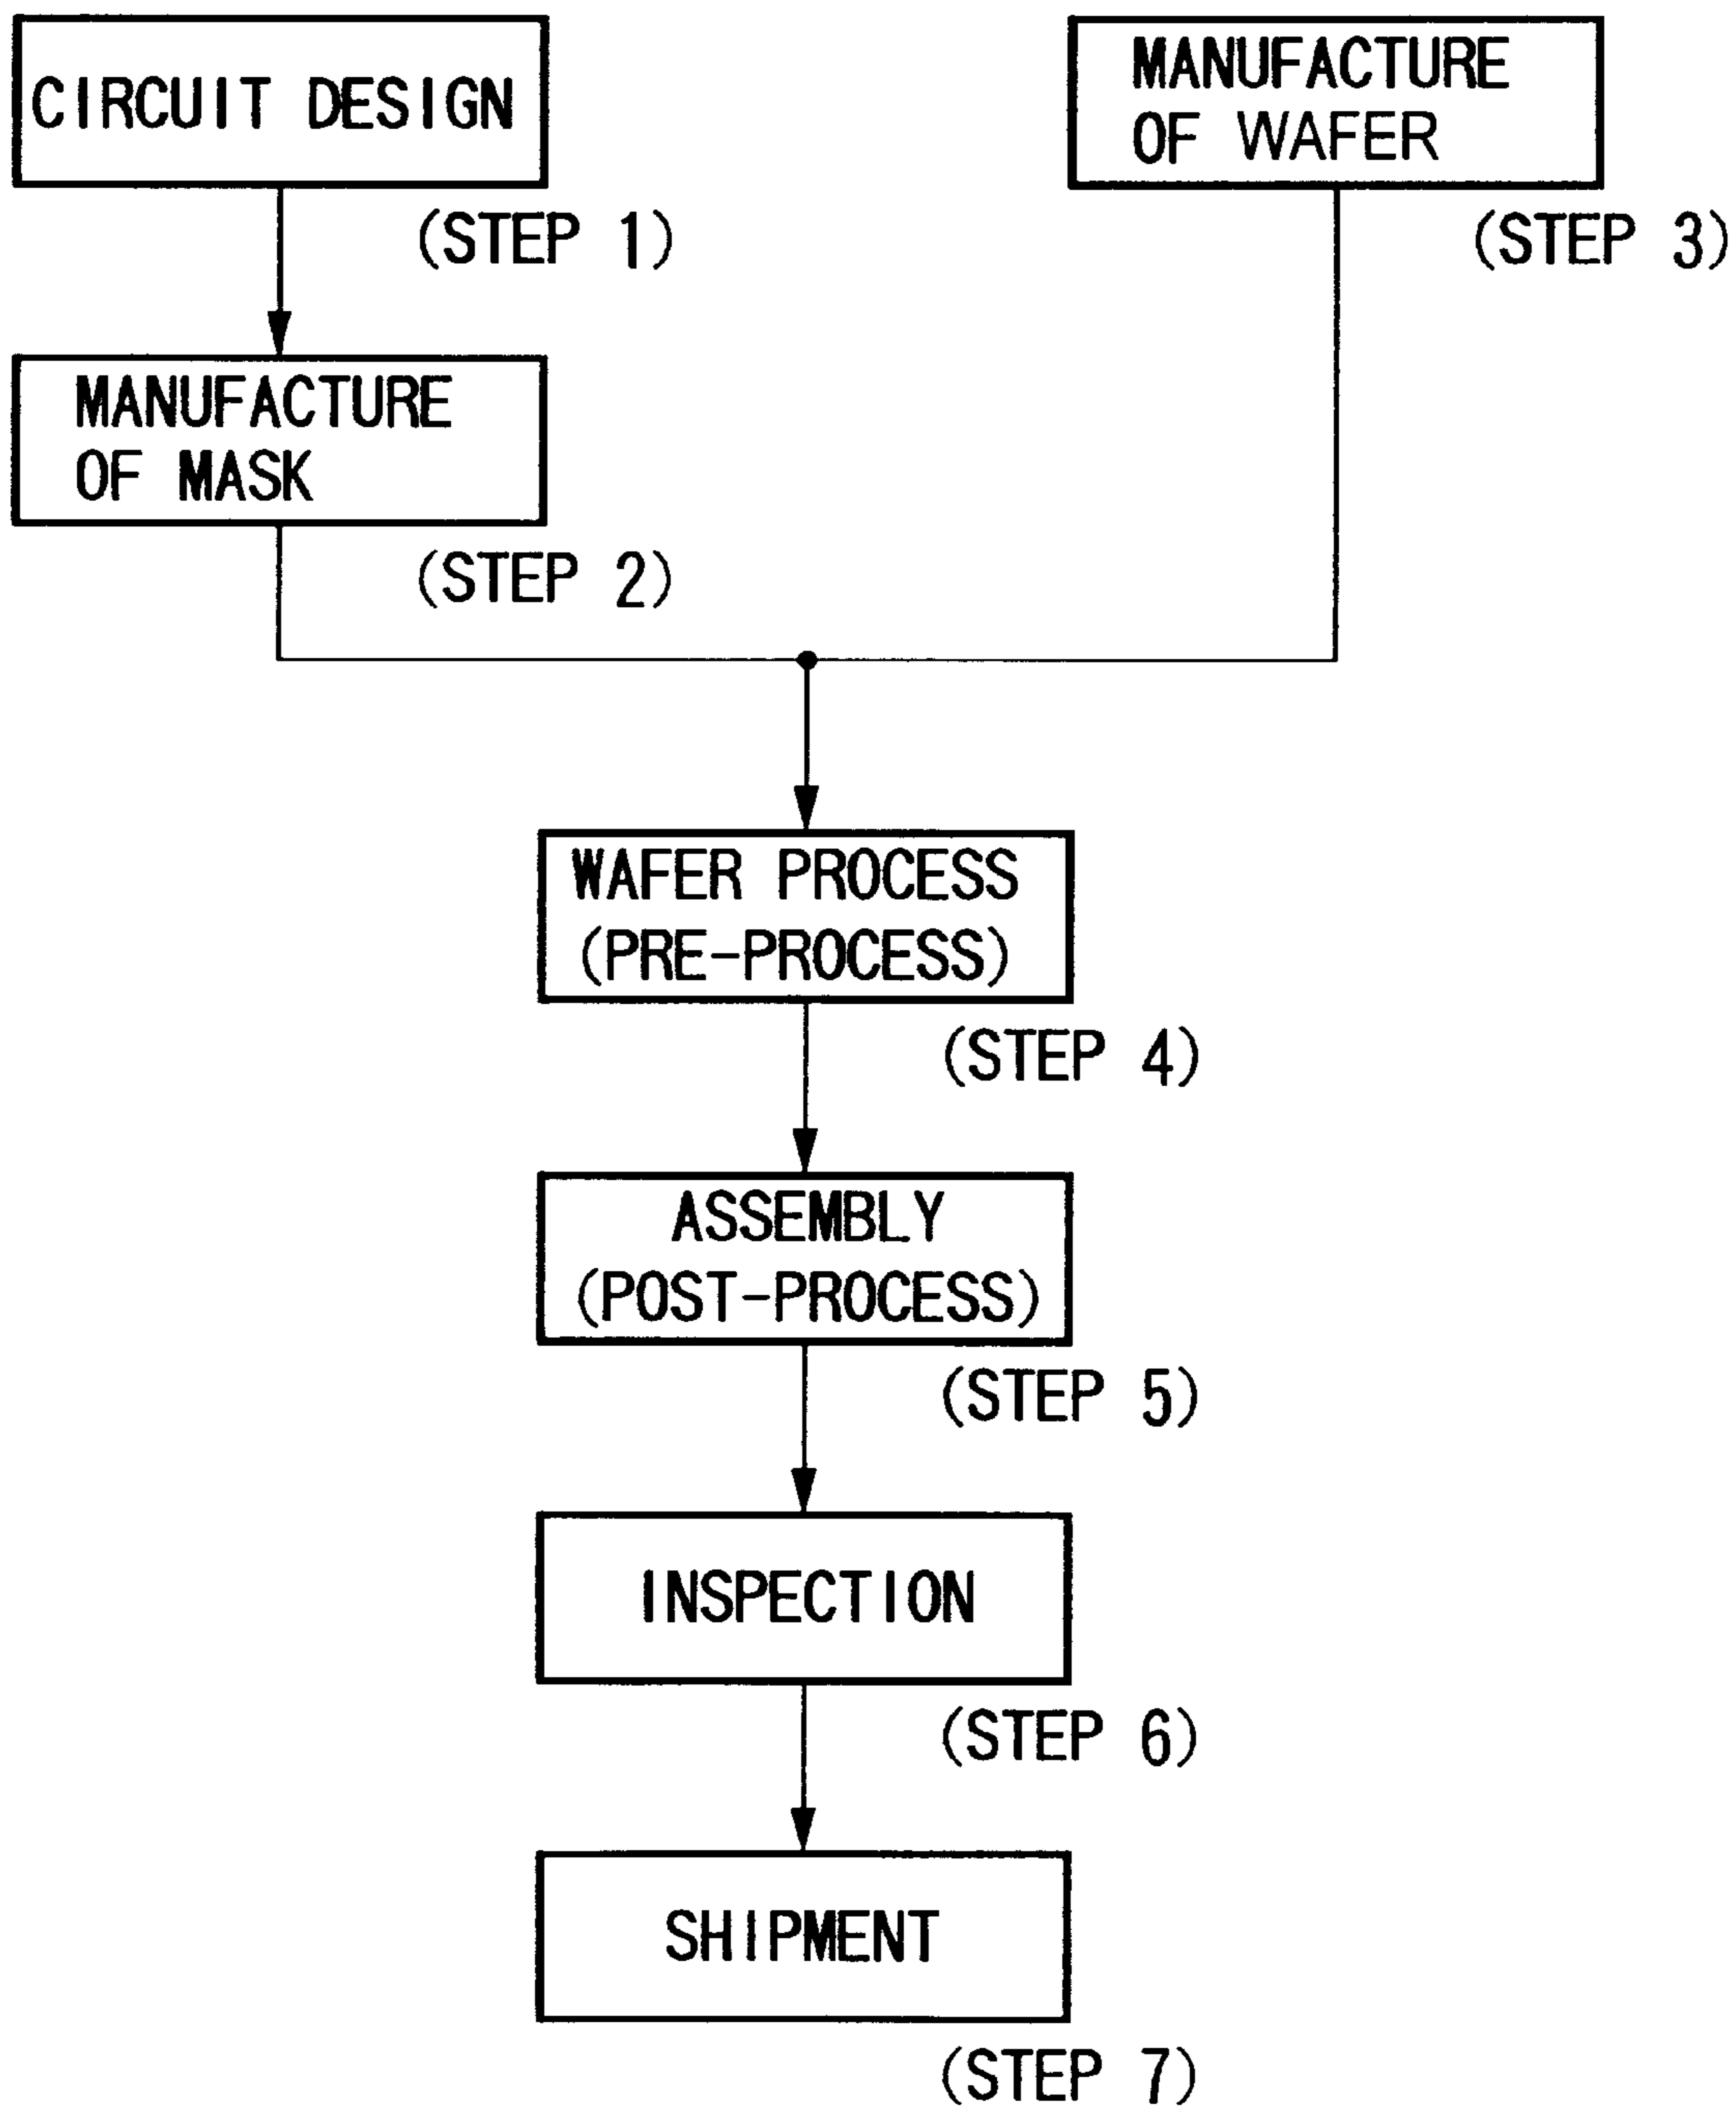 CIRCUIT DESIGN
(STEP 1)
MANUFACTURE
OF MASK
(STEP 2)
MANUFACTURE
OF WAFER
(STEP 3)
WAFER PROCESS
(PRE-PROCESS)
(STEP 4)
ASSEMBLY
(POST-PROCESS)
(STEP 5)
INSPECTION
(STEP 6)
SHIPMENT
(STEP 7)